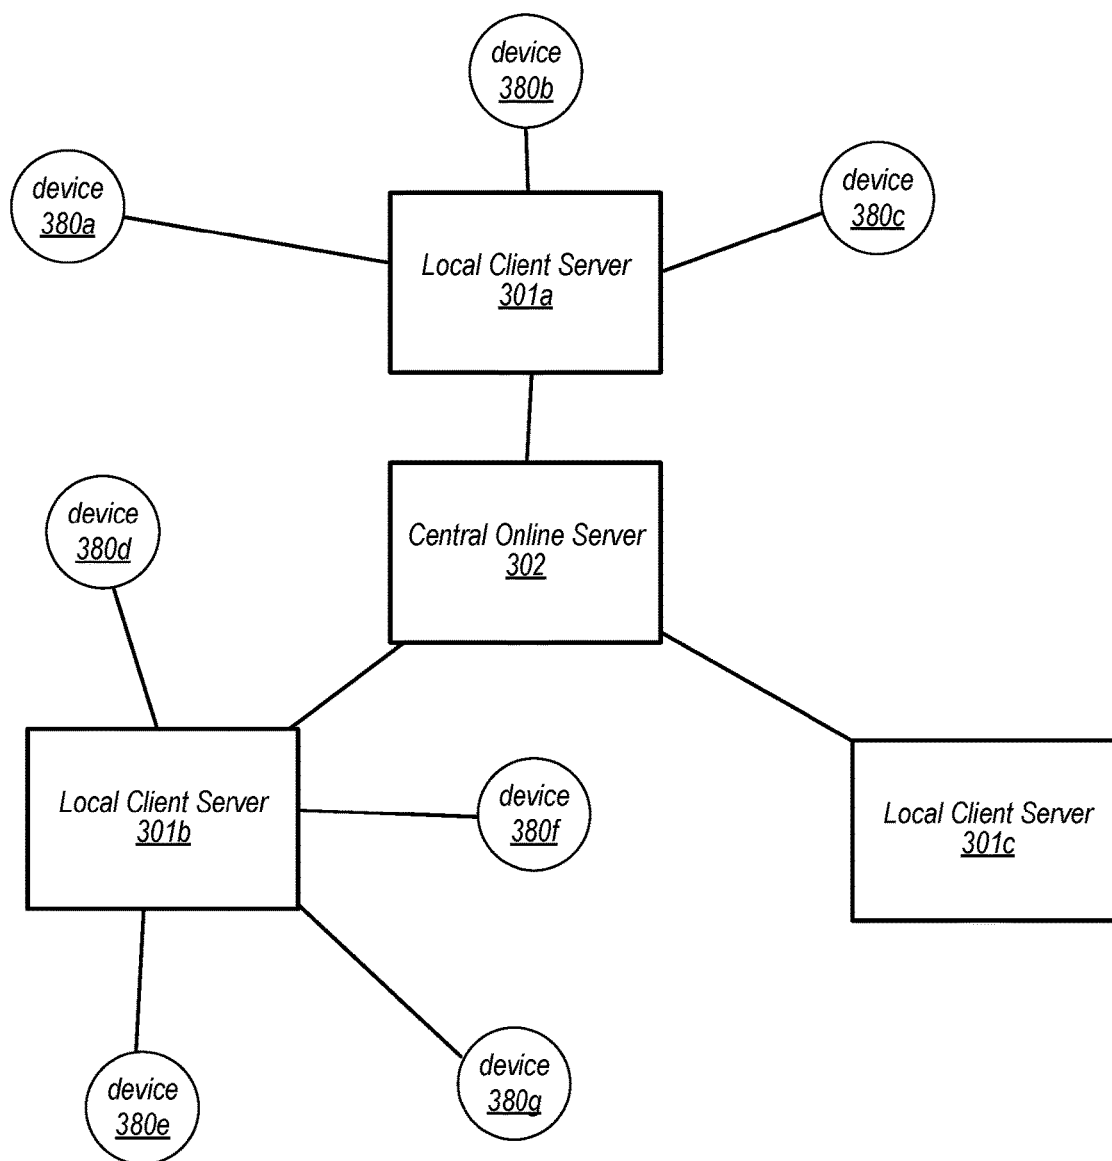 device
380b
device
380a
device
380c
Local Client Server
301a
Central Online Server
302
device
380d
Local Client Server
301b
device
380f
Local Client Server
301c
device
380e
device
380g